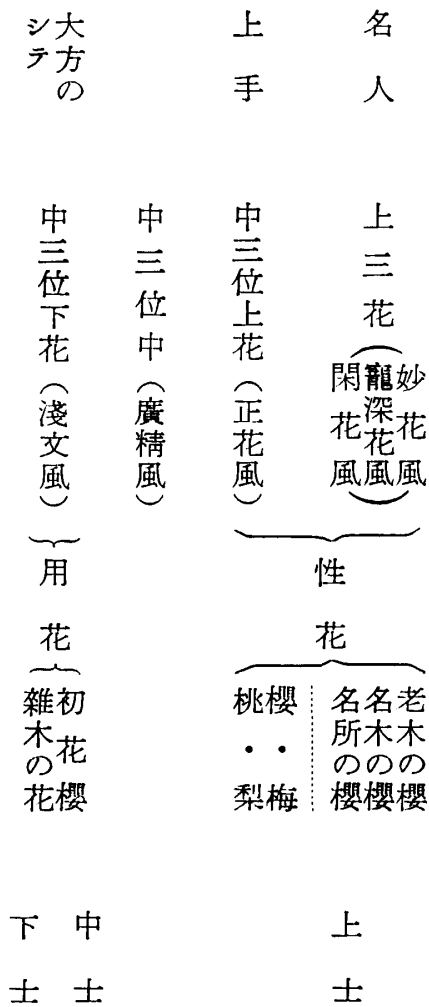 名人
上三花（妙花風
寵深花風
閑花風）
性花
老木の櫻
名木の櫻
名所の櫻
上士
上手
中三位上花（正花風）
櫻・梅
桃・梨
中三位中（廣精風）
大方の
シテ
中三位下花（淺文風）
用花
初花櫻
雜木の花
中士
下士